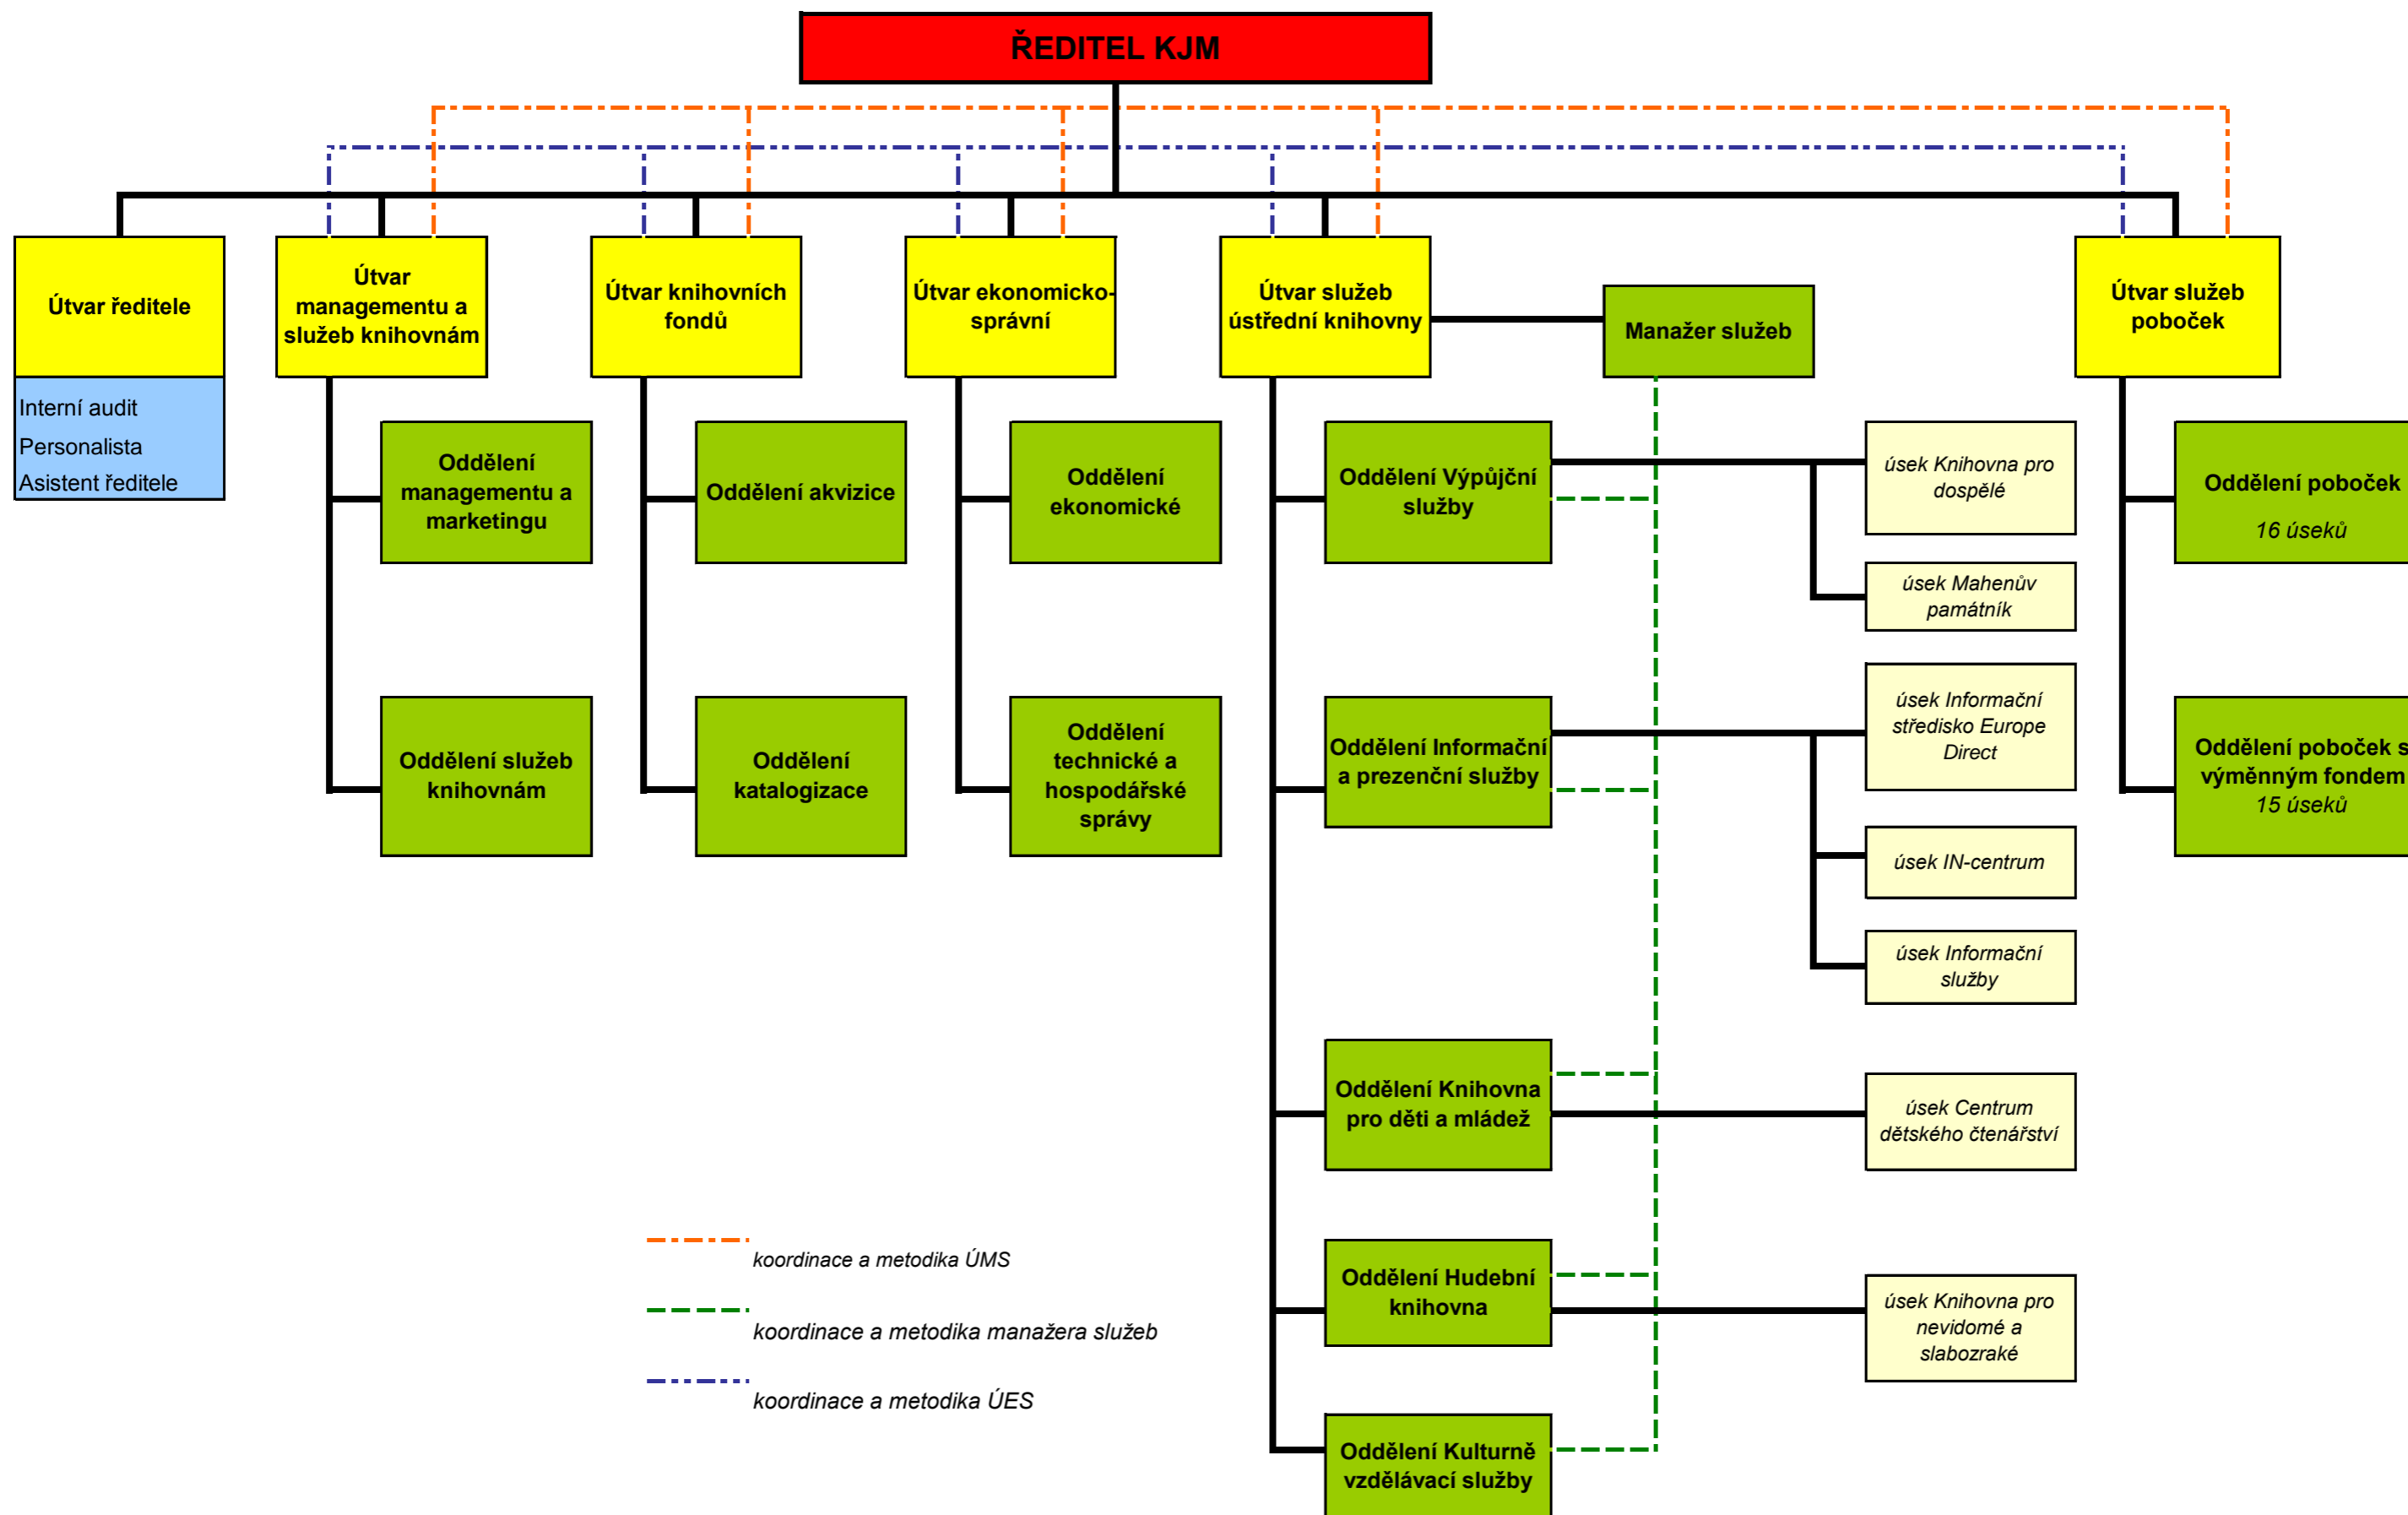 ŘEDITEL KJM
Útvar ředitele
Interní audit
Personalista
Asistent ředitele
Útvar
managementu a
služeb knihovnám
Útvar knihovních
fondů
Útvar ekonomicko-
správní
Útvar služeb
ústřední knihovny
Manažer služeb
Útvar služeb
poboček
Oddělení
managementu a
marketingu
Oddělení akvizice
Oddělení
ekonomické
Oddělení Výpůjční
služby
úsek Knihovna pro
dospělé
úsek Mahenův
památník
Oddělení poboček
16 úseků
Oddělení služeb
knihovnám
Oddělení
katalogizace
Oddělení
technické a
hospodářské
správy
Oddělení Informační
a prezenční služby
úsek Informační
středisko Europe
Direct
úsek IN-centrum
úsek Informační
služby
Oddělení poboček s
výměnným fondem
15 úseků
Oddělení Knihovna
pro děti a mládež
úsek Centrum
dětského čtenářství
Oddělení Hudební
knihovna
úsek Knihovna pro
nevidomé a
slabozraké
Oddělení Kulturně
vzdělávací služby
koordinace a metodika ÚMS
koordinace a metodika manažera služeb
koordinace a metodika ÚES